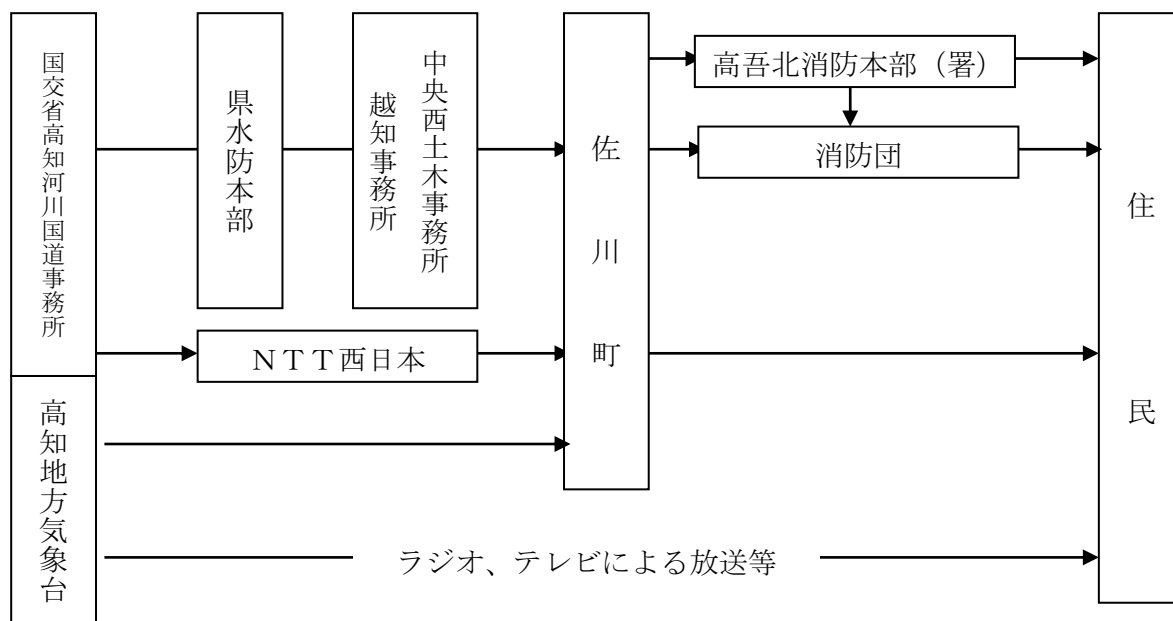 国交省高知河川国道事務所
高知地方気象台
県水防本部
中央西土木事務所
越知事務所
NTT西日本
佐川町
高吾北消防本部(署)
消防団
ラジオ、テレビによる放送等
住民